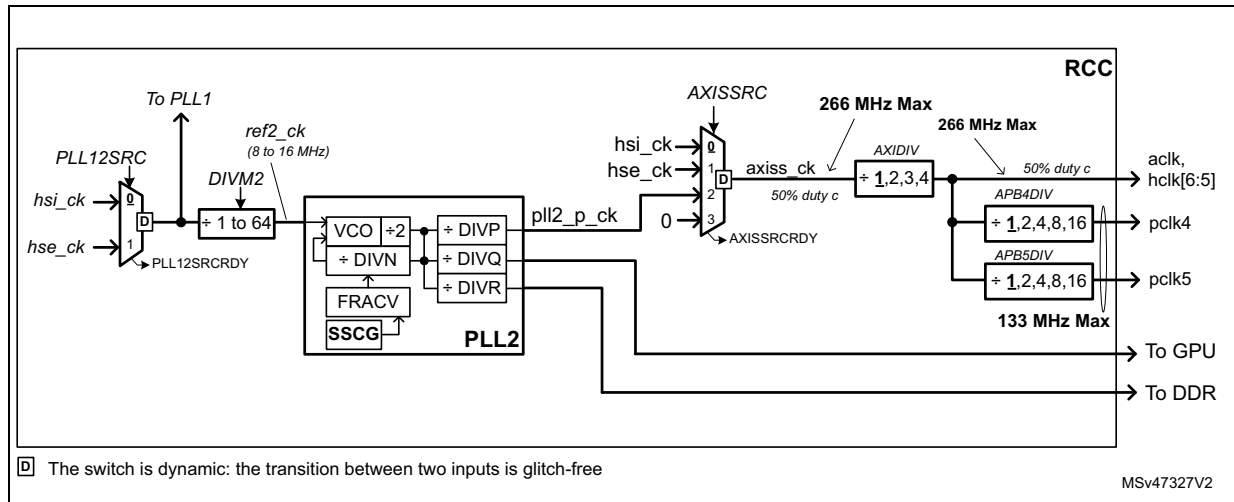 RCC
To PLL1
AXISSRC
266 MHz Max
ref2_ck
(8 to 16 MHz)
266 MHz Max
PLL12SRC
hsi_ck
0
AXIDIV
aclk,
hclk[6:5]
DIVM2
hse_ck
1
D
axiss_ck
÷ 1,2,3,4
50% duty c
hsi_ck
0
50% duty c
APB4DIV
D
÷ 1 to 64
VCO
÷2
÷ DIVP
pll2_p_ck
2
0
3
÷ 1,2,4,8,16
pclk4
hse_ck
1
AXISSRCRDY
PLL12SRCRDY
÷ DIVN
÷ DIVQ
APB5DIV
÷ 1,2,4,8,16
pclk5
FRACV
÷ DIVR
SSCG
PLL2
133 MHz Max
To GPU
To DDR
D The switch is dynamic: the transition between two inputs is glitch-free
MSv47327V2